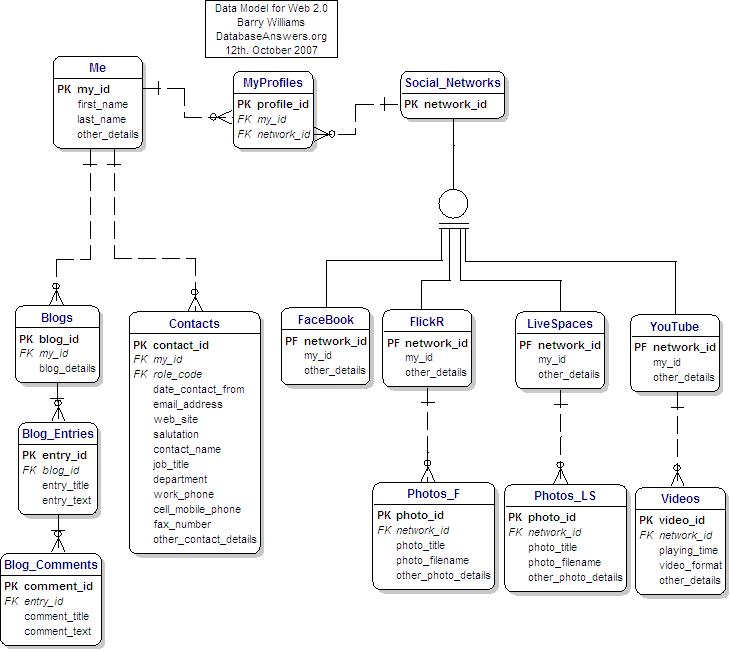 Data Model for Web 2.0
Barry Williams
DatabaseAnswers.org
12th. October 2007
Me
PK my_id
first_name
last_name
other_details
MyProfiles
PK profile_id
FK my_id
FK network_id
Social_Networks
PK network_id
Blogs
PK blog_id
FK my_id
blog_details
Contacts
PK contact_id
FK my_id
FK role_code
date_contact_from
email_address
web_site
salutation
contact_name
job_title
department
work_phone
cell_mobile_phone
fax_number
other_contact_details
FaceBook
PF network_id
my_id
other_details
FlickR
PF network_id
my_id
other_details
LiveSpaces
PF network_id
my_id
other_details
YouTube
PF network_id
my_id
other_details
Blog_Entries
PK entry_id
FK blog_id
entry_title
entry_text
Photos_F
PK photo_id
FK network_id
photo_title
photo_filename
other_photo_details
Photos_LS
PK photo_id
FK network_id
photo_title
photo_filename
other_photo_details
Videos
PK video_id
FK network_id
playing_time
video_format
other_details
Blog_Comments
PK comment_id
FK entry_id
comment_title
comment_text